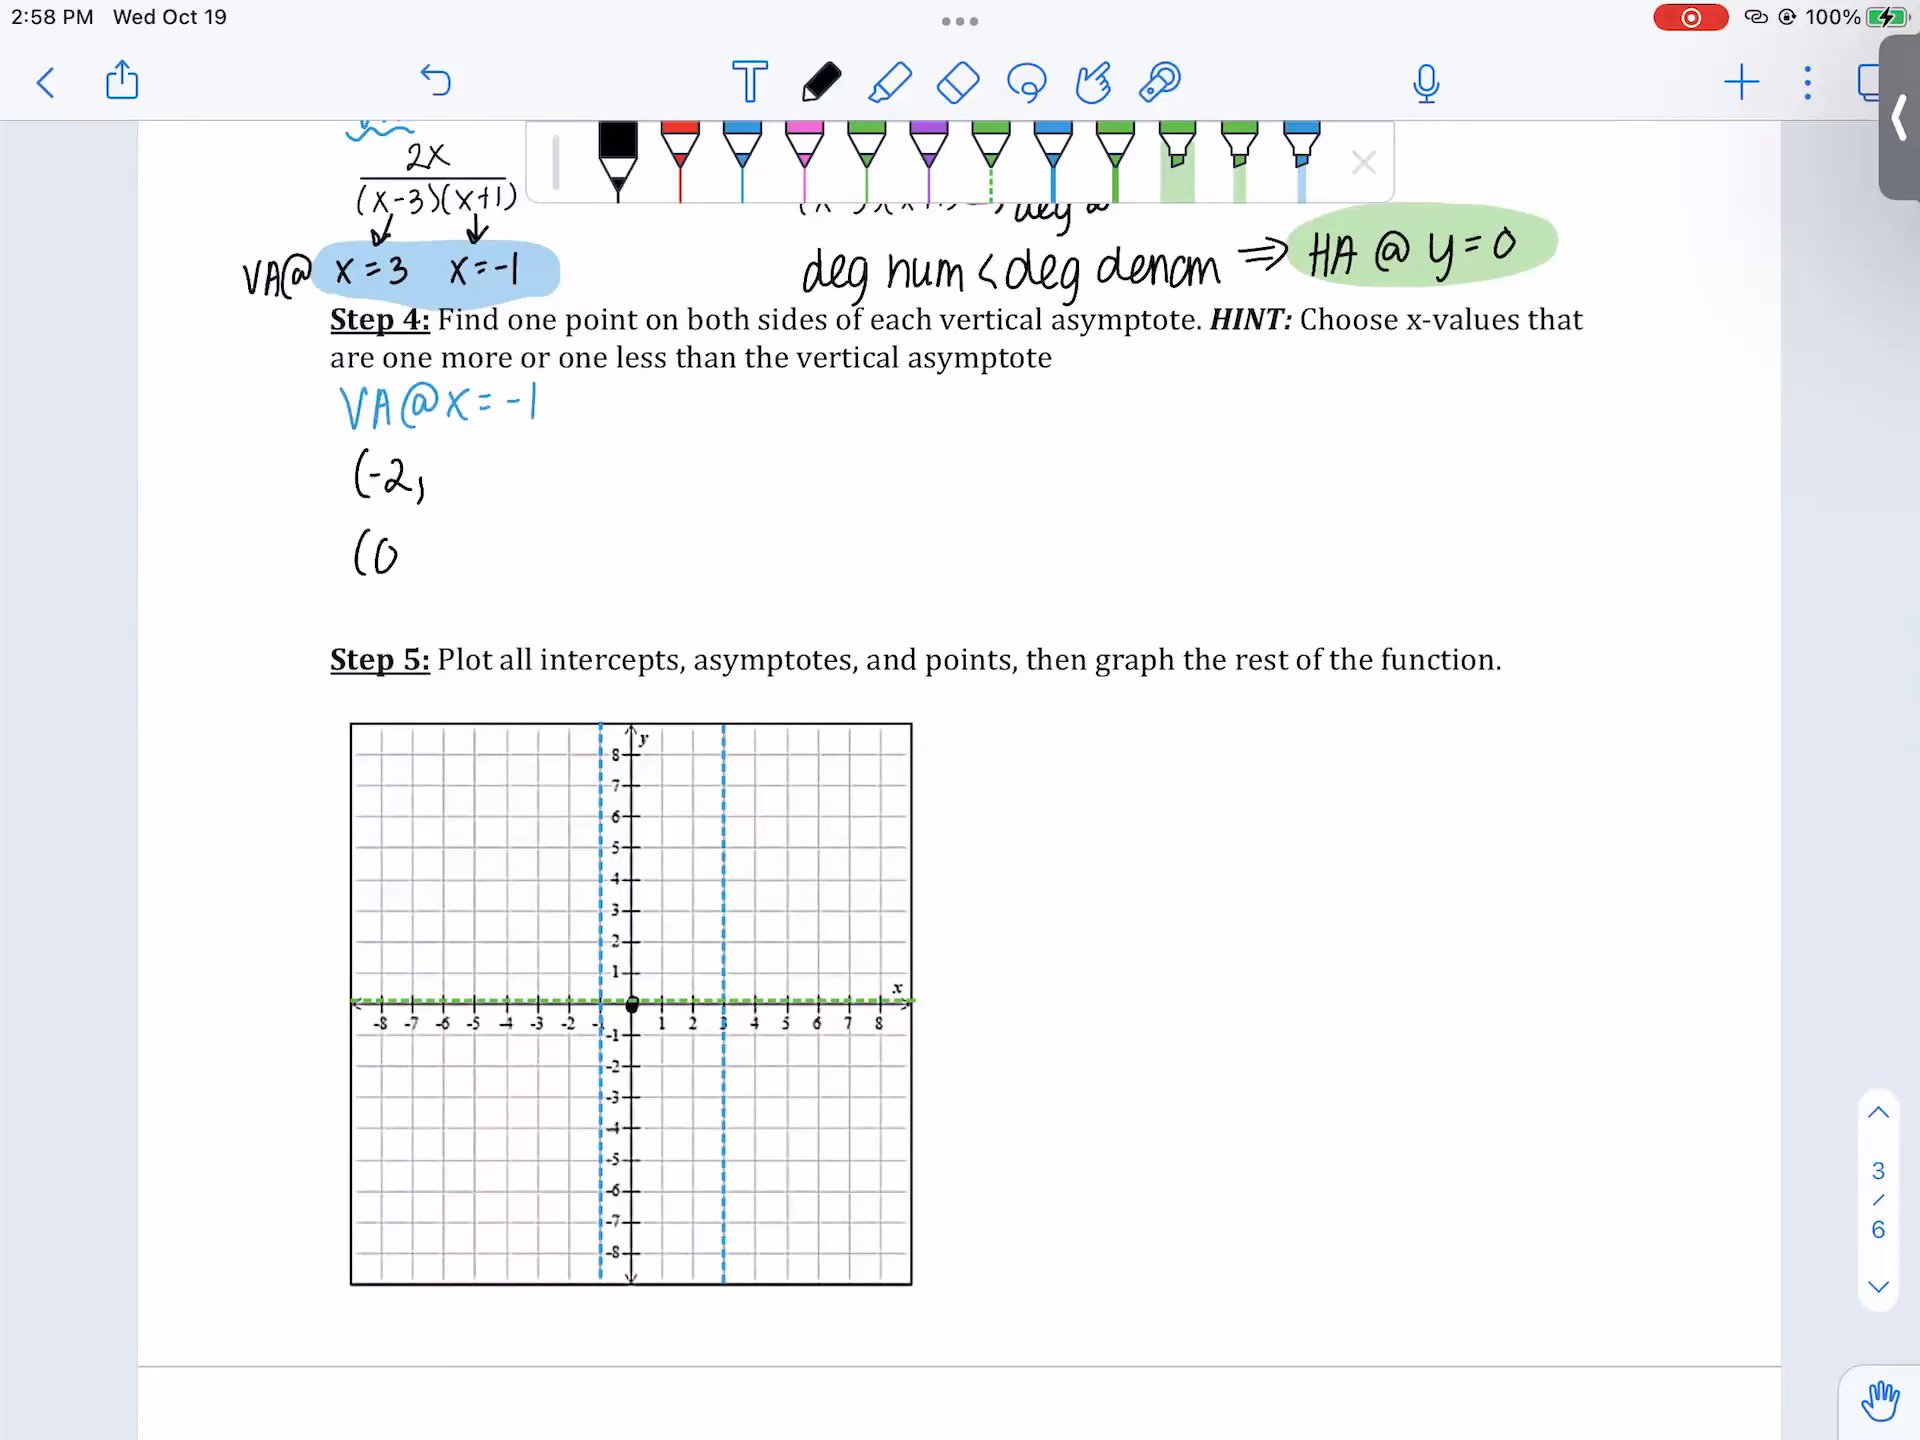 2:58 PM Wed Oct 19
100%
2x
(x-3)(x+1)
deg 2
VA@ x=3 x=-1
deg num < deg denom ⇒ HA @ y=0
Step 4: Find one point on both sides of each vertical asymptote. HINT: Choose x-values that
are one more or one less than the vertical asymptote
VA@x=-1
(-2,
(0
Step 5: Plot all intercepts, asymptotes, and points, then graph the rest of the function.
y
8
7
6
5
4
3
2
1
x
-8 -7 -6 -5 -4 -3 -2 -1 1 2 3 4 5 6 7 8
-1
-2
-3
-4
-5
-6
-7
-8
3
/
6